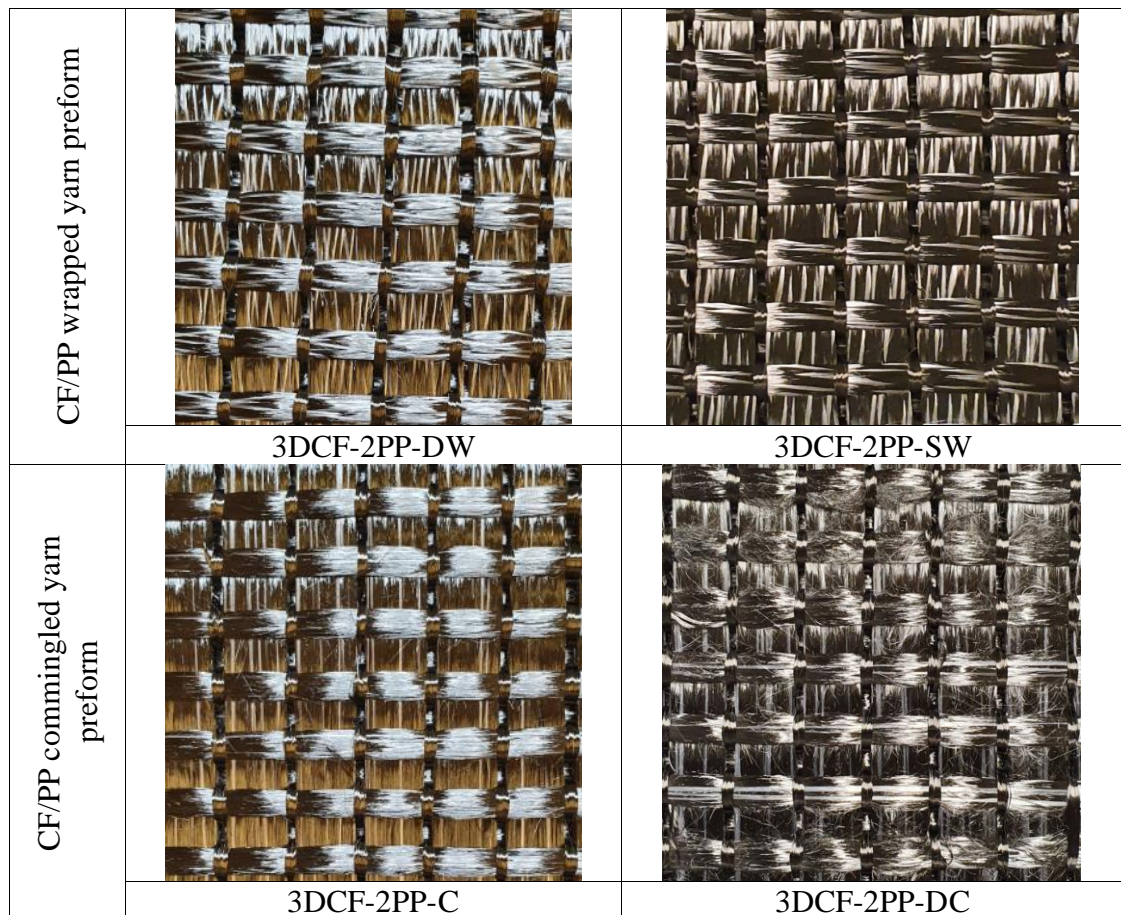 CF/PP wrapped yarn preform
3DCF-2PP-DW
3DCF-2PP-SW
CF/PP commingled yarn
preform
3DCF-2PP-C
3DCF-2PP-DC